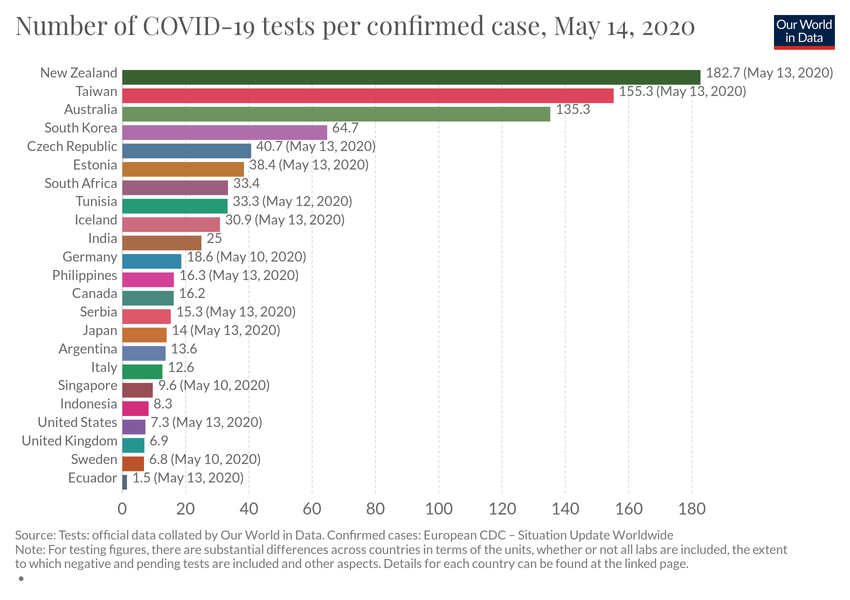 Number of COVID-19 tests per confirmed case, May 14, 2020
Our World
in Data
New Zealand 182.7 (May 13, 2020)
Taiwan 155.3 (May 13, 2020)
Australia 135.3
South Korea 64.7
Czech Republic 40.7 (May 13, 2020)
Estonia 38.4 (May 13, 2020)
South Africa 33.4
Tunisia 33.3 (May 12, 2020)
Iceland 30.9 (May 13, 2020)
India 25
Germany 18.6 (May 10, 2020)
Philippines 16.3 (May 13, 2020)
Canada 16.2
Serbia 15.3 (May 13, 2020)
Japan 14 (May 13, 2020)
Argentina 13.6
Italy 12.6
Singapore 9.6 (May 10, 2020)
Indonesia 8.3
United States 7.3 (May 13, 2020)
United Kingdom 6.9
Sweden 6.8 (May 10, 2020)
Ecuador 1.5 (May 13, 2020)
0 20 40 60 80 100 120 140 160 180
Source: Tests: official data collated by Our World in Data. Confirmed cases: European CDC – Situation Update Worldwide
Note: For testing figures, there are substantial differences across countries in terms of the units, whether or not all labs are included, the extent
to which negative and pending tests are included and other aspects. Details for each country can be found at the linked page.
•